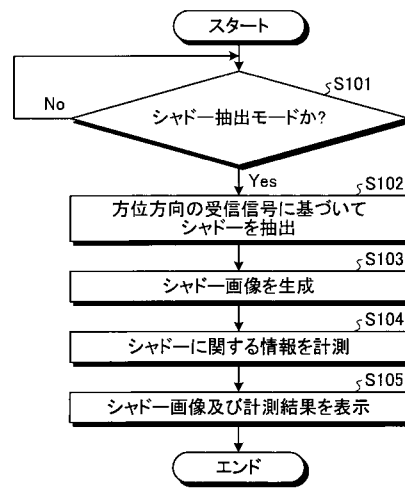 スタート
S101
シャドー抽出モードか?
No
Yes
S102
方位方向の受信信号に基づいて
シャドーを抽出
S103
シャドー画像を生成
S104
シャドーに関する情報を計測
S105
シャドー画像及び計測結果を表示
エンド